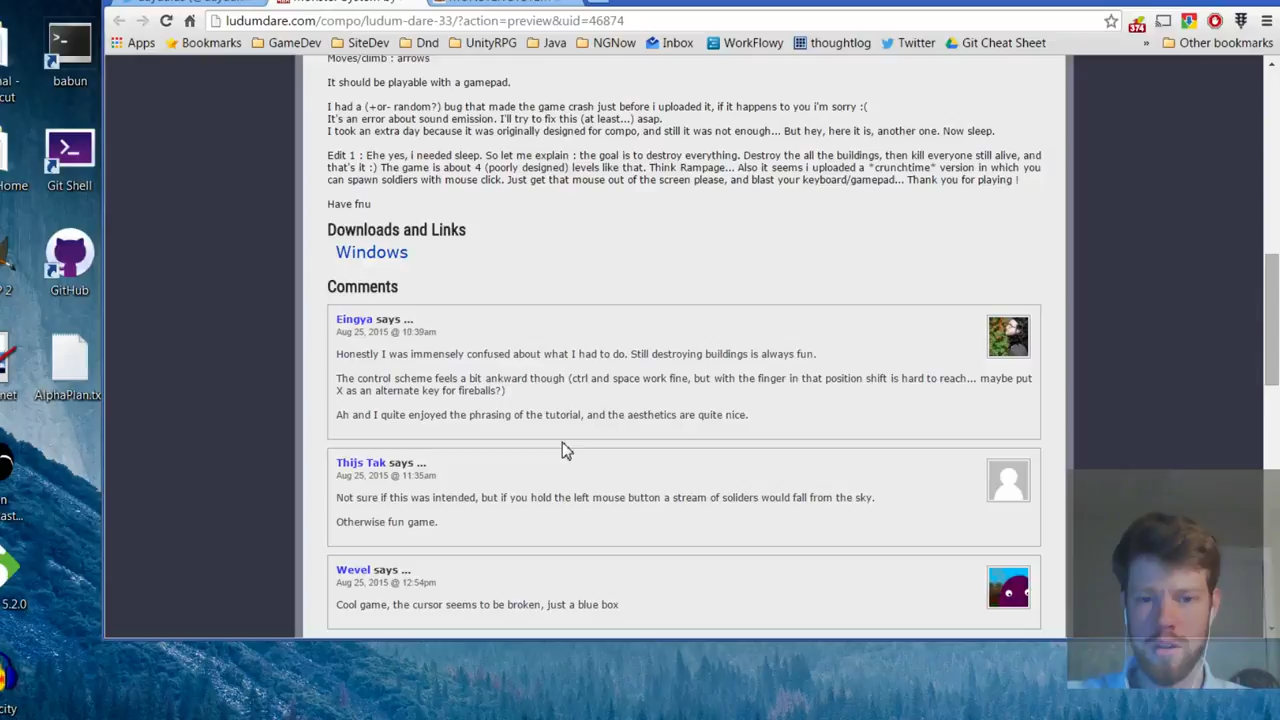 ludumdare.com/compo/ludum-dare-33/?action=preview&uid=46874
374
Apps Bookmarks GameDev SiteDev Dnd UnityRPG Java NGNow Inbox WorkFlowy thoughtlog Twitter Git Cheat Sheet » Other bookmarks
Moves/climb : arrows
It should be playable with a gamepad.
I had a (+or- random?) bug that made the game crash just before i uploaded it, if it happens to you i'm sorry :(
It's an error about sound emission. I'll try to fix this (at least...) asap.
I took an extra day because it was originally designed for compo, and still it was not enough... But hey, here it is, another one. Now sleep.
Edit 1 : Ehe yes, i needed sleep. So let me explain : the goal is to destroy everything. Destroy the all the buildings, then kill everyone still alive, and
that's it :) The game is about 4 (poorly designed) levels like that. Think Rampage... Also it seems i uploaded a *crunchtime* version in which you
can spawn soldiers with mouse click. Just get that mouse out of the screen please, and blast your keyboard/gamepad... Thank you for playing !
Have fnu
Downloads and Links
Windows
Comments
Eingya says ...
Aug 25, 2015 @ 10:39am
Honestly I was immensely confused about what I had to do. Still destroying buildings is always fun.
The control scheme feels a bit ankward though (ctrl and space work fine, but with the finger in that position shift is hard to reach... maybe put
X as an alternate key for fireballs?)
Ah and I quite enjoyed the phrasing of the tutorial, and the aesthetics are quite nice.
Thijs Tak says ...
Aug 25, 2015 @ 11:35am
Not sure if this was intended, but if you hold the left mouse button a stream of soliders would fall from the sky.
Otherwise fun game.
Wevel says ...
Aug 25, 2015 @ 12:54pm
Cool game, the cursor seems to be broken, just a blue box
babun
Git Shell
GitHub
AlphaPlan.tx
cut
Home
P 2
net
ast...
5.2.0
city